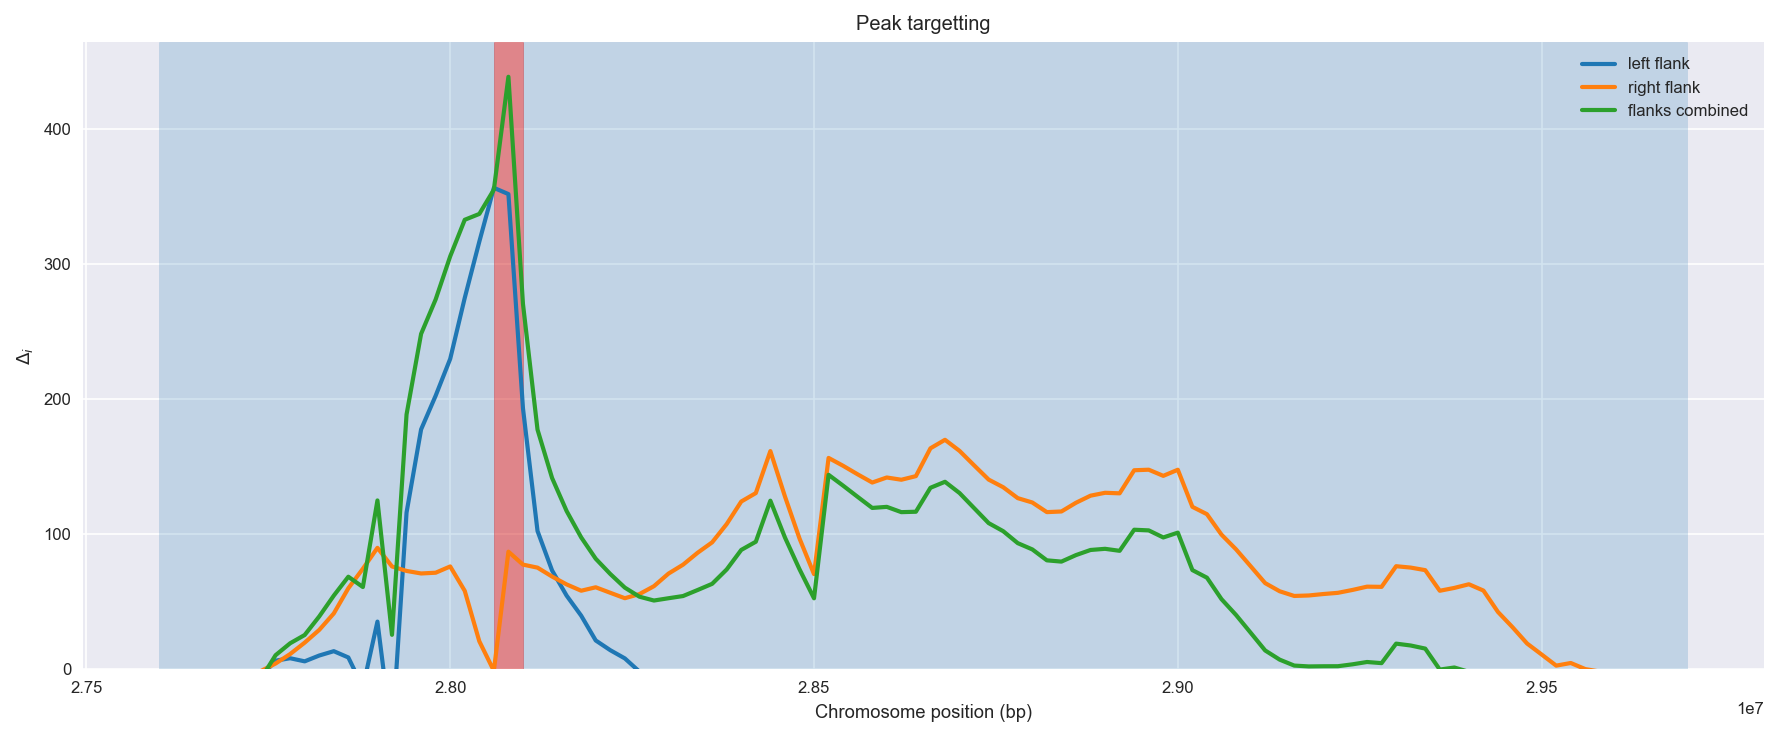 Peak targetting
left flank
right flank
flanks combined
400
300
200
100
0
Δi
2.75 2.80 2.85 2.90 2.95
1e7
Chromosome position (bp)